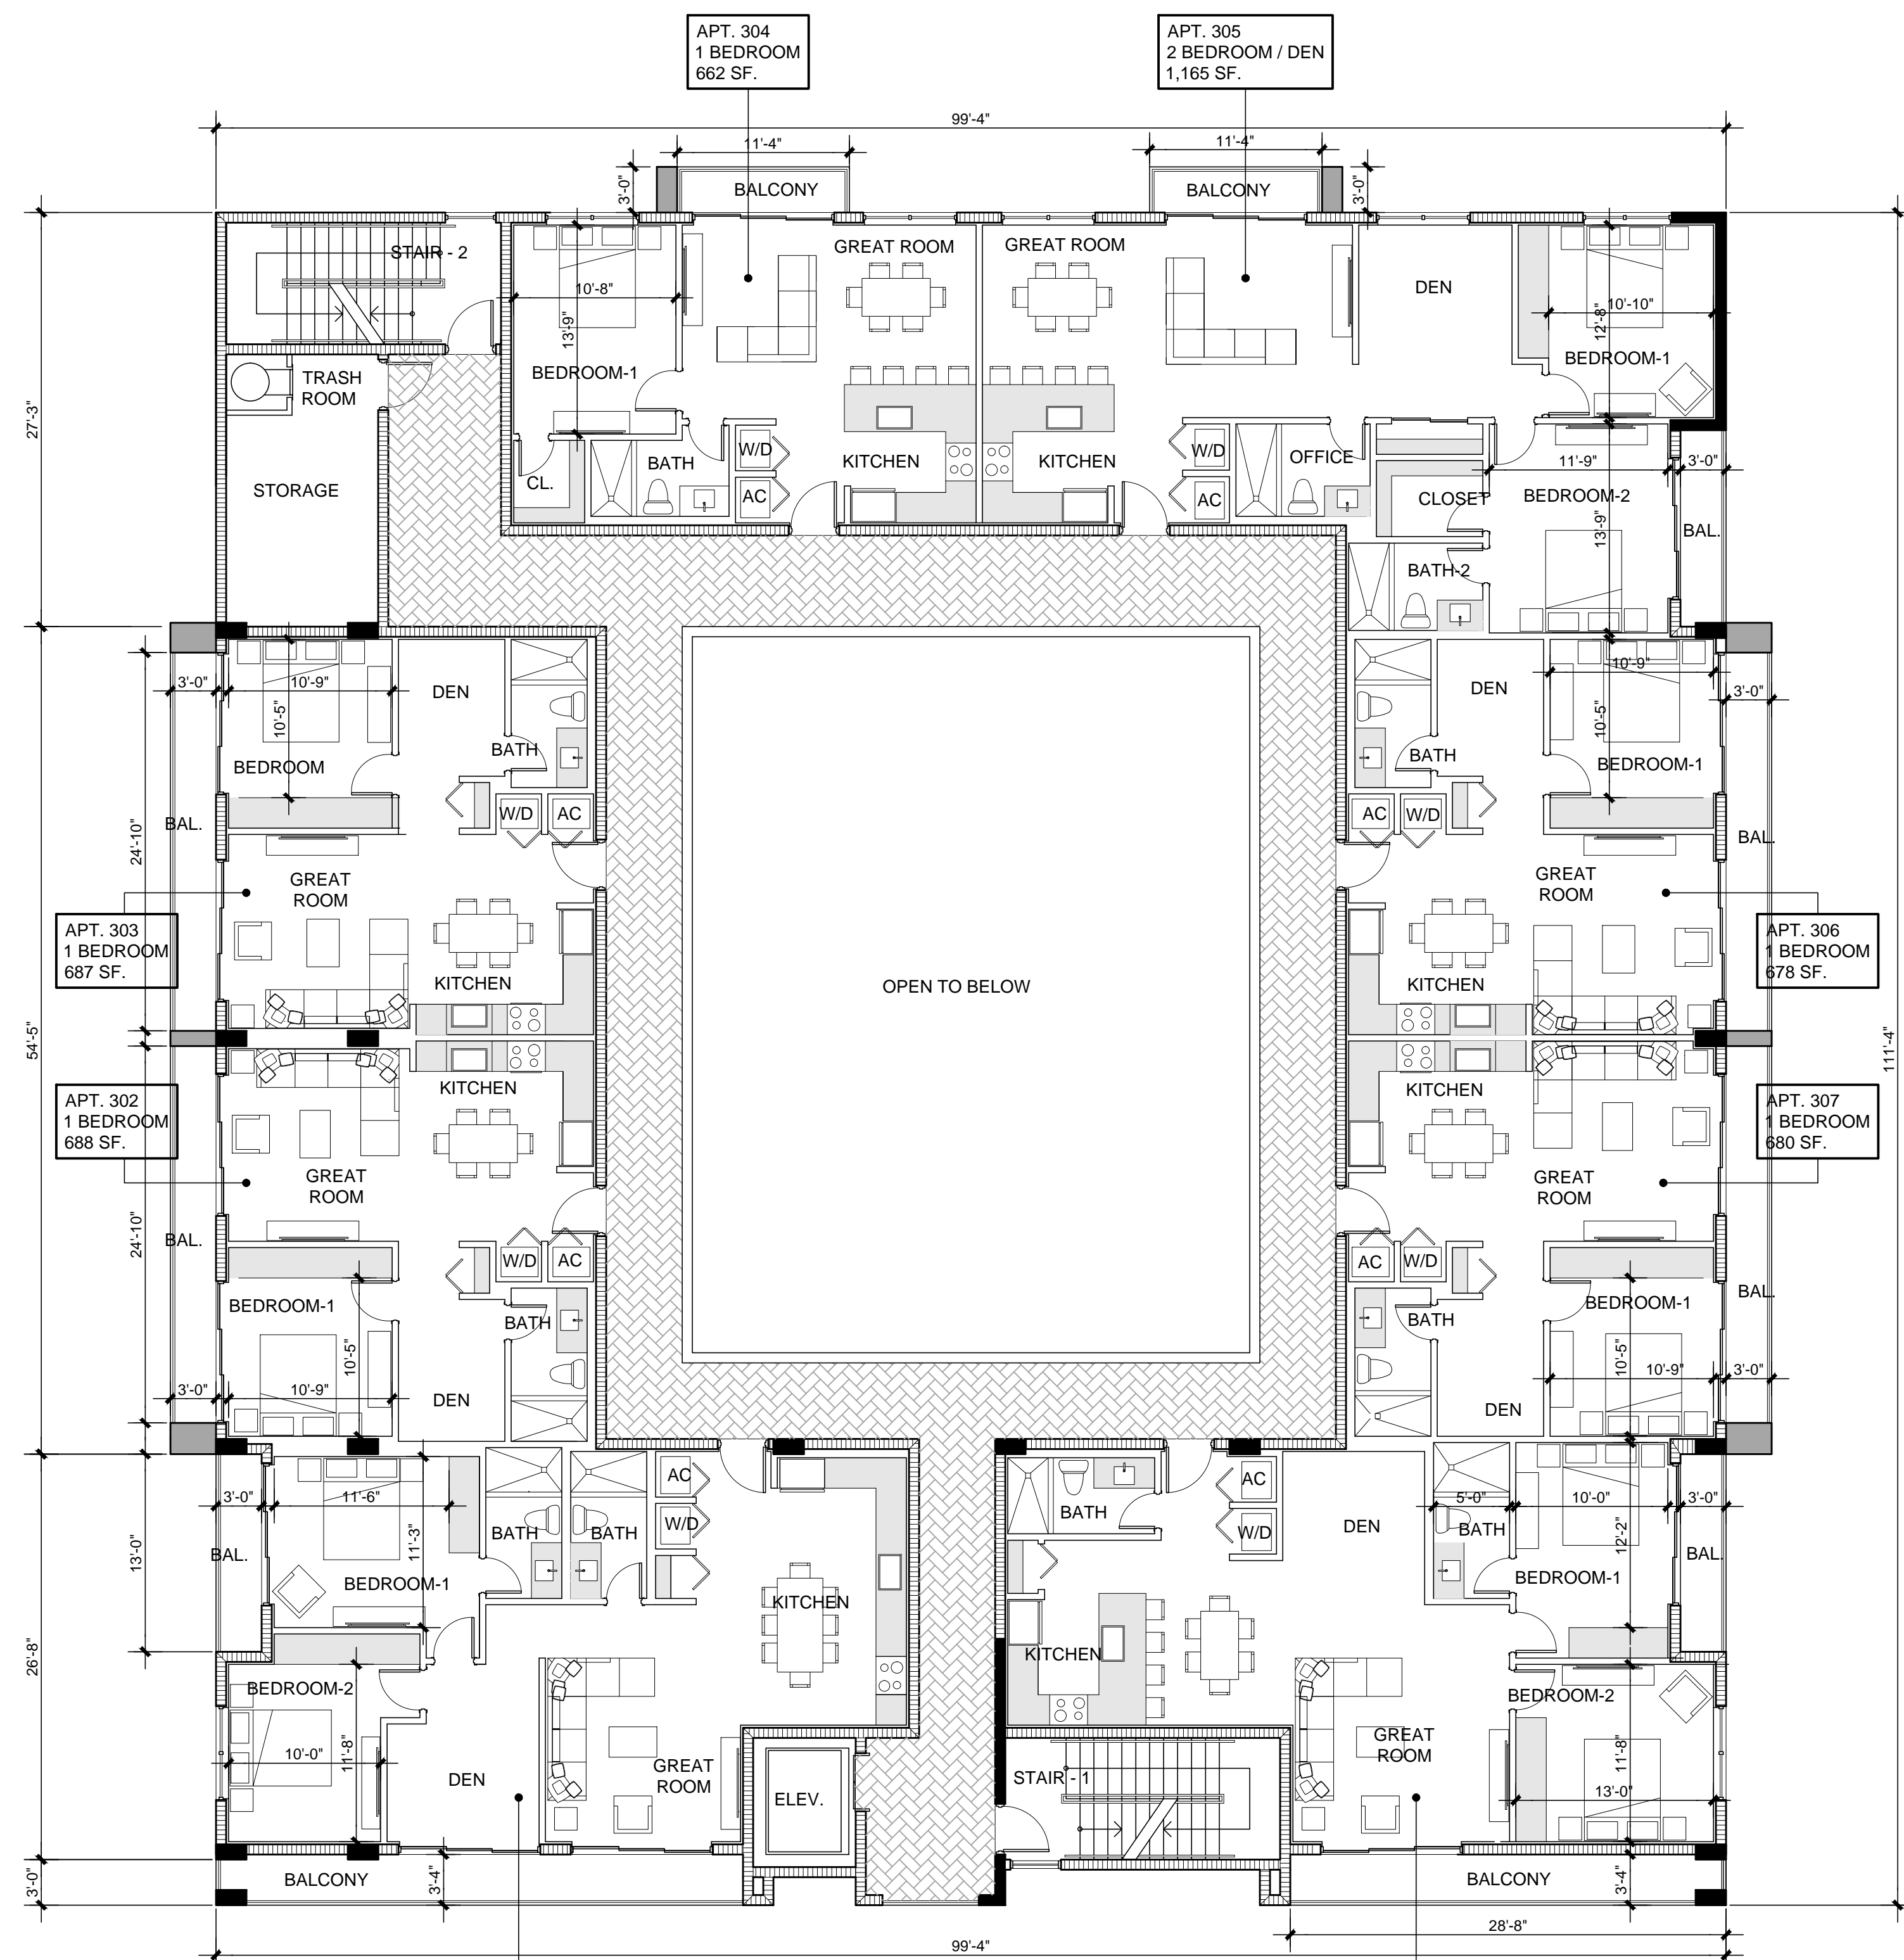 APT. 304
1 BEDROOM
662 SF.
APT. 305
2 BEDROOM / DEN
1,165 SF.
99'-4"
11'-4"
11'-4"
3'-0"
BALCONY
BALCONY
3'-0"
STAIR - 2
GREAT ROOM
GREAT ROOM
DEN
10'-8"
13'-9"
BEDROOM-1
12'-8"
10'-10"
BEDROOM-1
TRASH
ROOM
27'-3"
STORAGE
CL.
BATH
W/D
AC
KITCHEN
KITCHEN
W/D
AC
OFFICE
CLOSET
11'-9"
3'-0"
BEDROOM-2
13'-9"
BAL.
BATH-2
3'-0"
10'-9"
10'-5"
BEDROOM
DEN
BATH
W/D
AC
BAL.
24'-10"
GREAT
ROOM
KITCHEN
APT. 303
1 BEDROOM
687 SF.
DEN
10'-9"
3'-0"
10'-5"
BATH
BEDROOM-1
AC
W/D
BAL.
GREAT
ROOM
KITCHEN
APT. 306
1 BEDROOM
678 SF.
OPEN TO BELOW
54'-5"
111'-4"
APT. 302
1 BEDROOM
688 SF.
KITCHEN
GREAT
ROOM
24'-10"
BAL.
W/D
AC
BEDROOM-1
BATH
10'-5"
3'-0"
10'-9"
DEN
KITCHEN
APT. 307
1 BEDROOM
680 SF.
GREAT
ROOM
AC
W/D
BAL.
BEDROOM-1
BATH
10'-5"
10'-9"
3'-0"
DEN
3'-0"
11'-6"
11'-3"
BATH
BATH
AC
W/D
13'-0"
BAL.
BEDROOM-1
KITCHEN
26'-8"
BEDROOM-2
10'-0"
11'-8"
DEN
GREAT
ROOM
ELEV.
BATH
AC
W/D
DEN
5'-0"
BATH
10'-0"
12'-2"
3'-0"
BAL.
BEDROOM-1
KITCHEN
BEDROOM-2
GREAT
ROOM
11'-8"
13'-0"
STAIR - 1
3'-0"
BALCONY
3'-4"
BALCONY
3'-4"
28'-8"
99'-4"